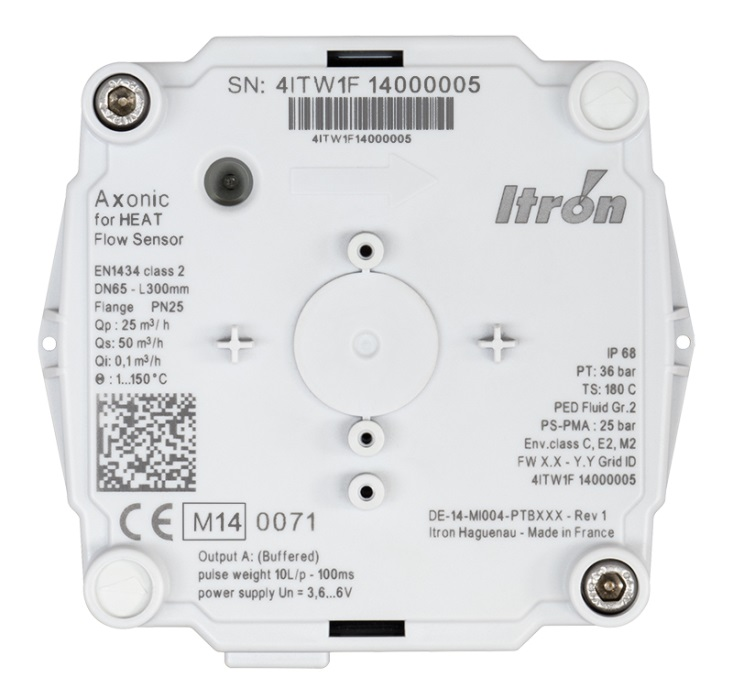 SN: 4ITW1F 14000005
4ITW1F14000005
Itrón
Axonic
for HEAT
Flow Sensor
EN1434 class 2
DN65 - L300mm
Flange PN25
Qp : 25 m³/ h
Qs: 50 m³/h
Qi: 0,1 m³/h
Θ : 1...150 °C
IP 68
PT: 36 bar
TS: 180 C
PED Fluid Gr.2
PS-PMA : 25 bar
Env.class C, E2, M2
FW X.X - Y.Y Grid ID
4ITW1F 14000005
CE M14 0071
DE-14-MI004-PTBXXX - Rev 1
Itron Haguenau - Made in France
Output A: (Buffered)
pulse weight 10L/p - 100ms
power supply Un = 3,6...6V